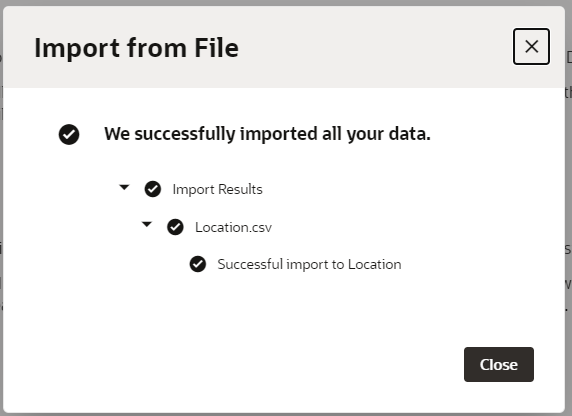 Import from File
We successfully imported all your data.
Import Results
Location.csv
Successful import to Location
Close